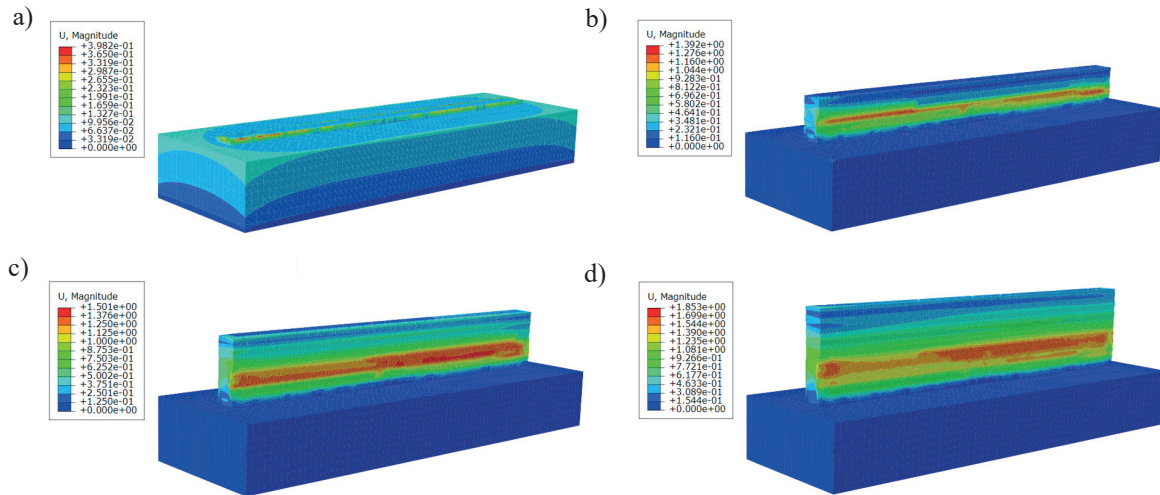 a)
U, Magnitude
+3.982e-01
+3.650e-01
+3.319e-01
+2.987e-01
+2.655e-01
+2.323e-01
+1.991e-01
+1.659e-01
+1.327e-01
+9.956e-02
+6.637e-02
+3.319e-02
+0.000e+00
b)
U, Magnitude
+1.392e+00
+1.276e+00
+1.160e+00
+1.044e+00
+9.283e-01
+8.122e-01
+6.962e-01
+5.802e-01
+4.641e-01
+3.481e-01
+2.321e-01
+1.160e-01
+0.000e+00
c)
U, Magnitude
+1.501e+00
+1.376e+00
+1.250e+00
+1.125e+00
+1.000e+00
+8.753e-01
+7.503e-01
+6.252e-01
+5.002e-01
+3.751e-01
+2.501e-01
+1.250e-01
+0.000e+00
d)
U, Magnitude
+1.853e+00
+1.699e+00
+1.544e+00
+1.390e+00
+1.235e+00
+1.081e+00
+9.266e-01
+7.721e-01
+6.177e-01
+4.633e-01
+3.089e-01
+1.544e-01
+0.000e+00